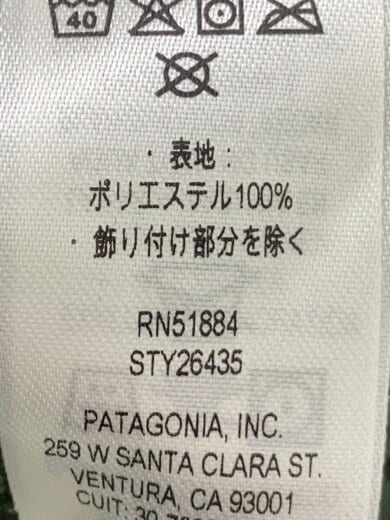 40
・表地：
ポリエステル100%
・飾り付け部分を除く
RN51884
STY26435
PATAGONIA, INC.
259 W SANTA CLARA ST.
VENTURA, CA 93001
CUIT: